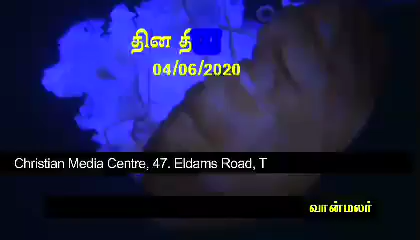 தின தி
04/06/2020
Christian Media Centre, 47. Eldams Road, T
வான்மலர்